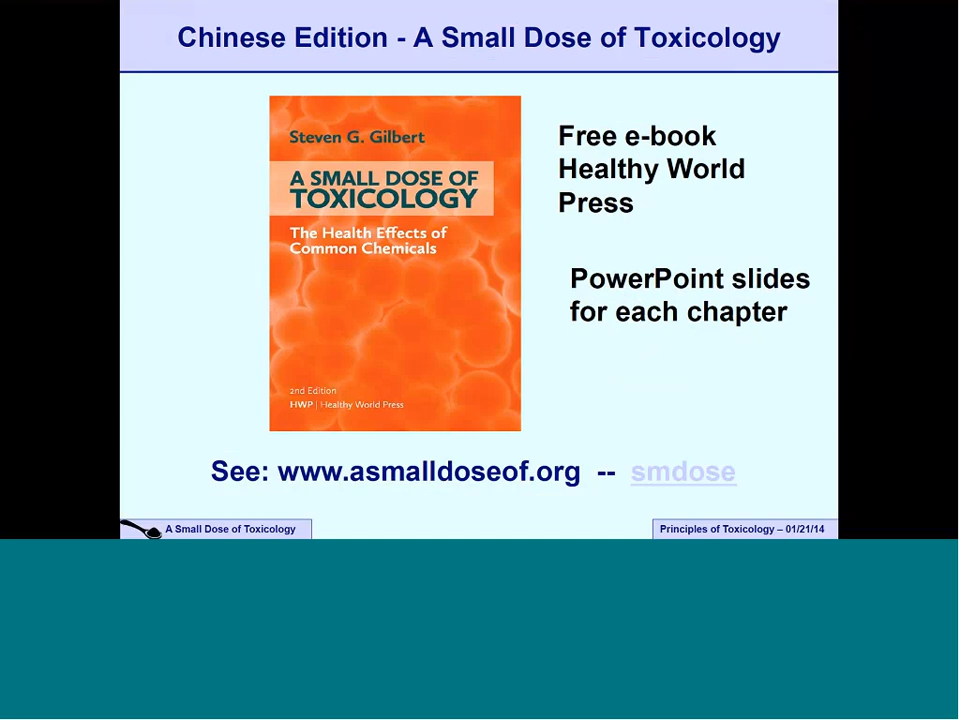 Chinese Edition - A Small Dose of Toxicology
Steven G. Gilbert
A SMALL DOSE OF
TOXICOLOGY
The Health Effects of
Common Chemicals
2nd Edition
HWP | Healthy World Press
Free e-book
Healthy World
Press
PowerPoint slides
for each chapter
See: www.asmalldoseof.org -- smdose
A Small Dose of Toxicology
Principles of Toxicology – 01/21/14